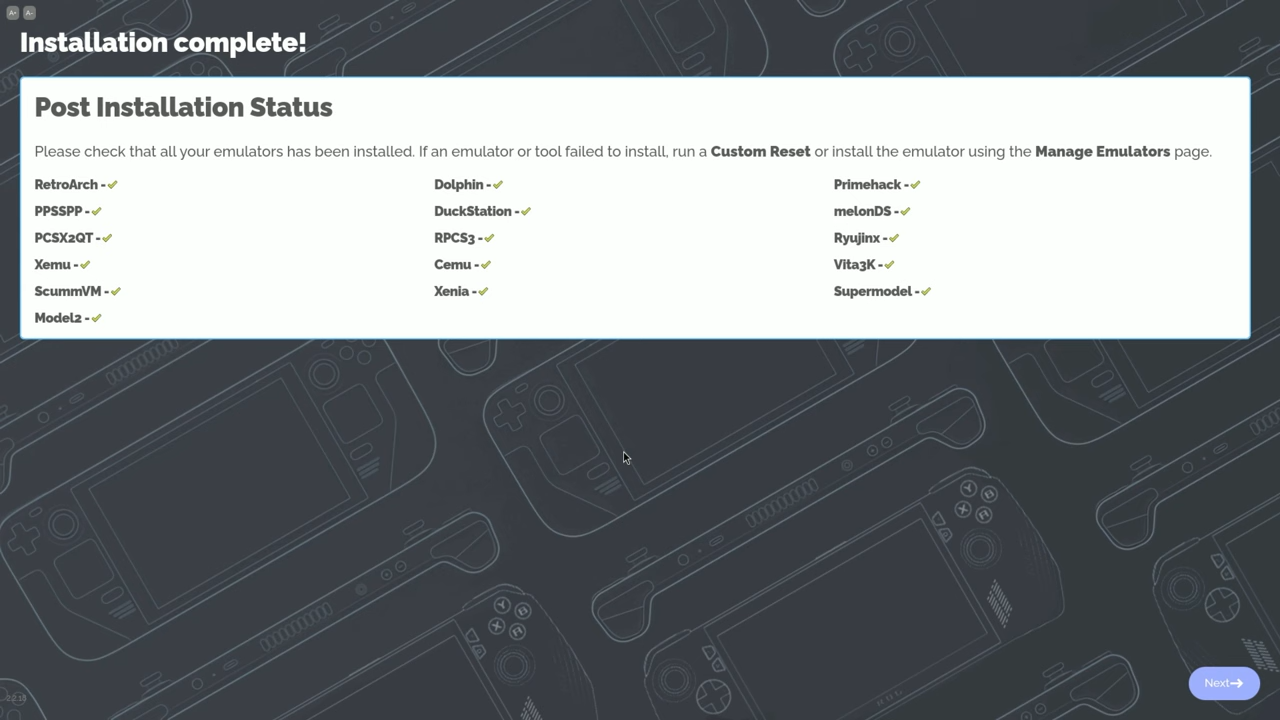 A+ A-
Installation complete!
Post Installation Status
Please check that all your emulators has been installed. If an emulator or tool failed to install, run a Custom Reset or install the emulator using the Manage Emulators page.
RetroArch - ✓ Dolphin - ✓ Primehack - ✓
PPSSPP - ✓ DuckStation - ✓ melonDS - ✓
PCSX2QT - ✓ RPCS3 - ✓ Ryujinx - ✓
Xemu - ✓ Cemu - ✓ Vita3K - ✓
ScummVM - ✓ Xenia - ✓ Supermodel - ✓
Model2 - ✓
Y B
X A
Y B
X A
Next→